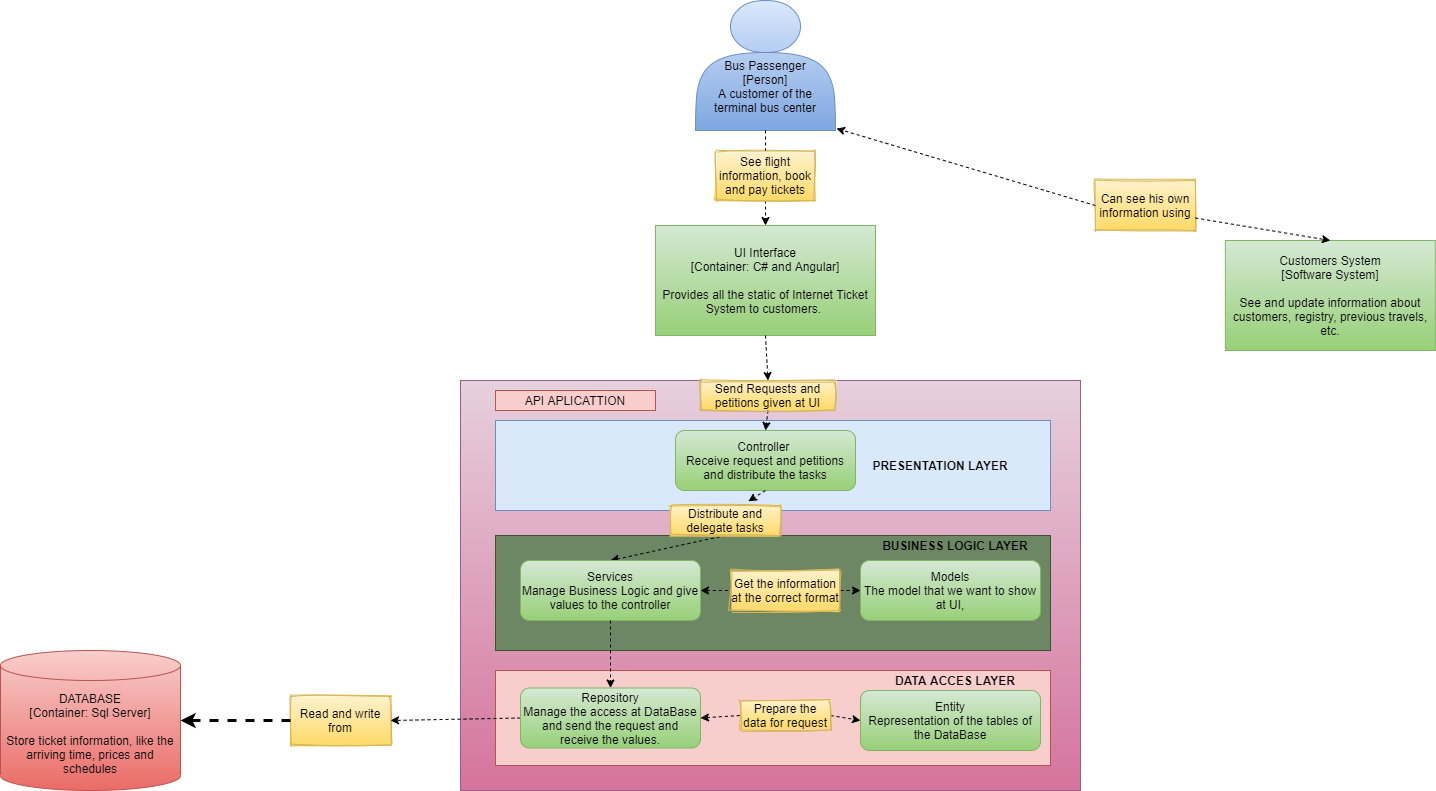 Bus Passenger
[Person]
A customer of the
terminal bus center
See flight
information, book
and pay tickets
Can see his own
information using
UI Interface
[Container: C# and Angular]
Provides all the static of Internet Ticket
System to customers.
Customers System
[Software System]
See and update information about
customers, registry, previous travels,
etc.
Send Requests and
petitions given at UI
API APLICATTION
Controller
Receive request and petitions
and distribute the tasks
PRESENTATION LAYER
Distribute and
delegate tasks
BUSINESS LOGIC LAYER
Services
Manage Business Logic and give
values to the controller
Get the information
at the correct format
Models
The model that we want to show
at UI,
DATA ACCES LAYER
Repository
Manage the access at DataBase
and send the request and
receive the values.
Prepare the
data for request
Entity
Representation of the tables of
the DataBase
Read and write
from
DATABASE
[Container: Sql Server]
Store ticket information, like the
arriving time, prices and
schedules